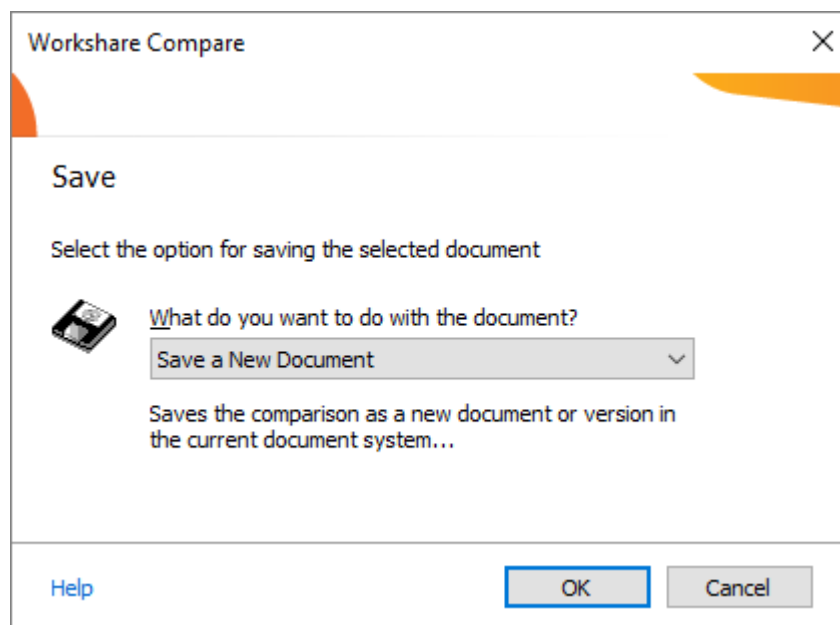 Workshare Compare
Save
Select the option for saving the selected document
What do you want to do with the document?
Save a New Document
Saves the comparison as a new document or version in
the current document system...
Help
OK
Cancel